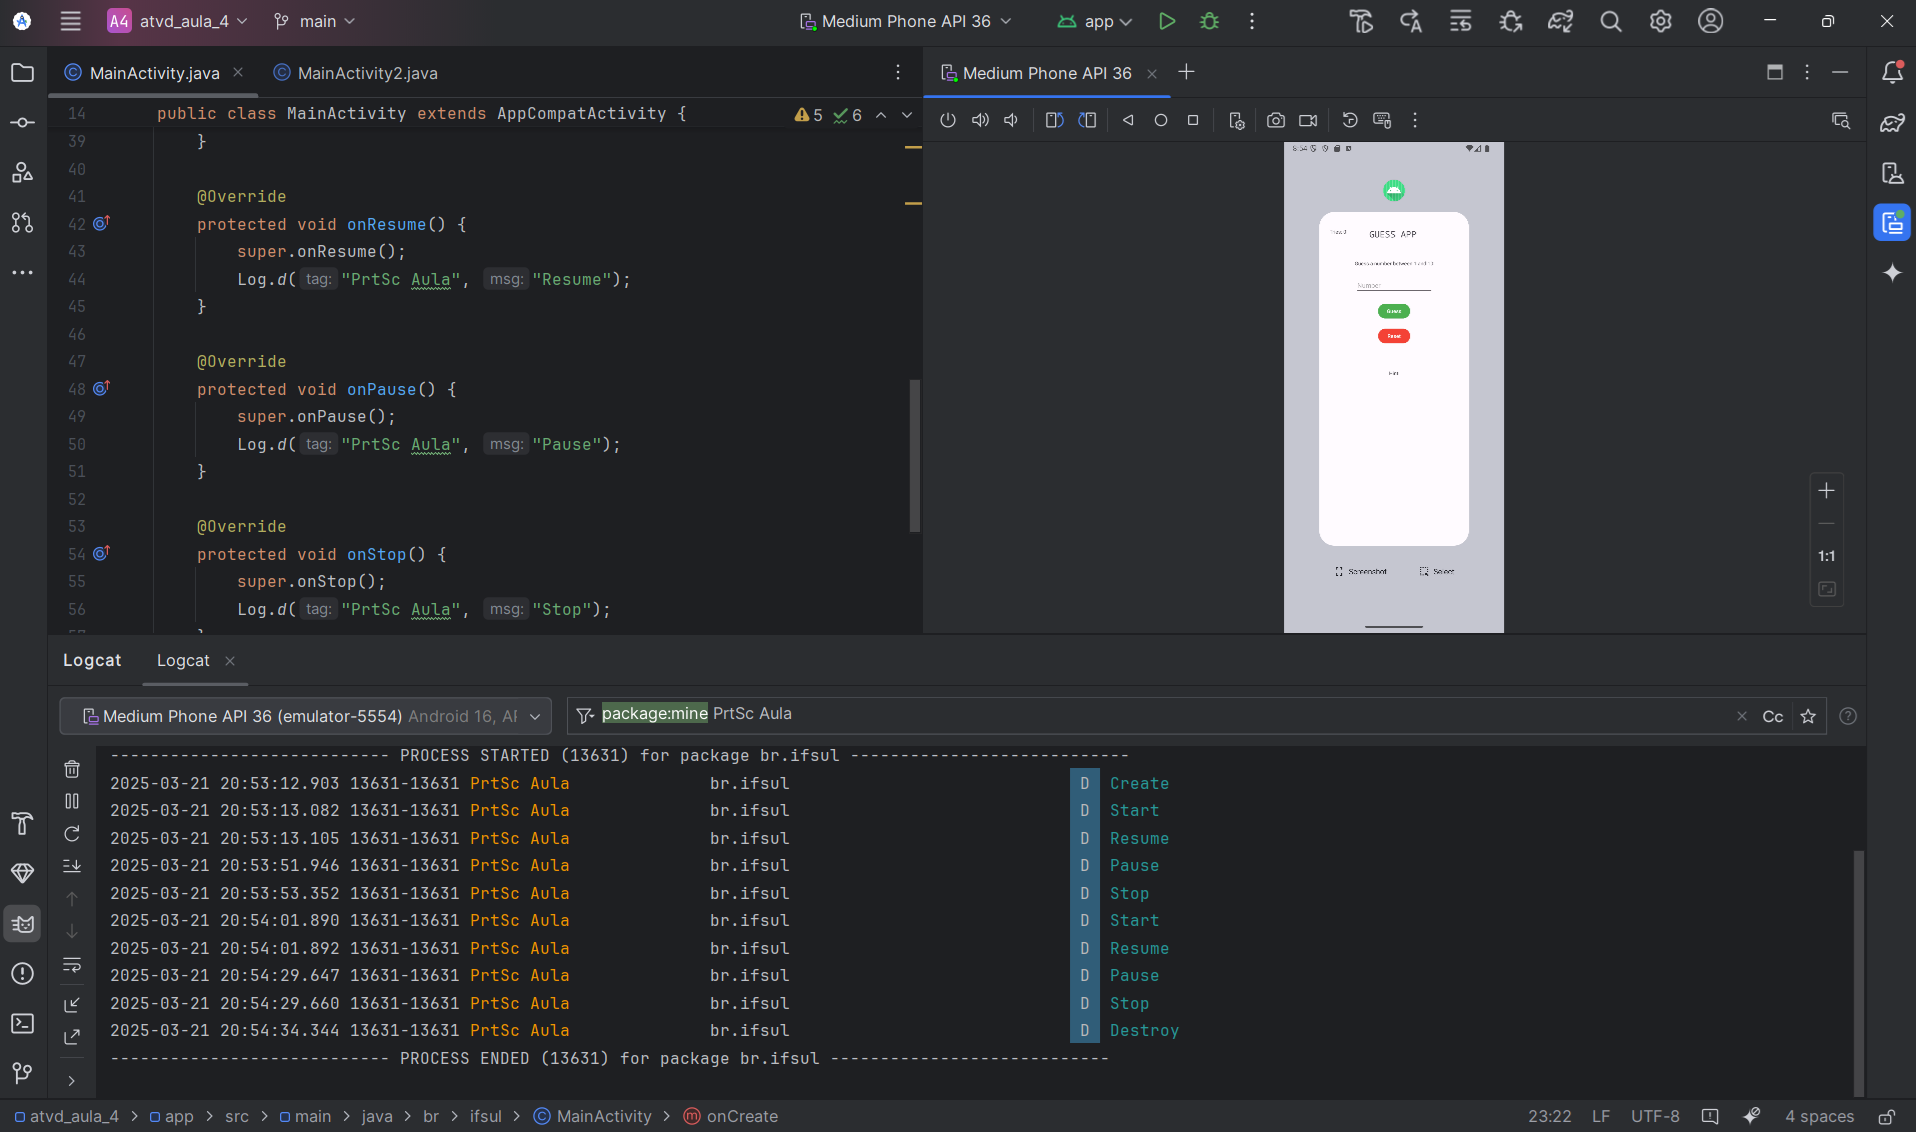 A4 atvd_aula_4 main Medium Phone API 36 app
MainActivity.java MainActivity2.java
Medium Phone API 36
14 public class MainActivity extends AppCompatActivity { 5 6
39 }
40
41 @Override
42 protected void onResume() {
43 super.onResume();
44 Log.d( tag: "PrtSc Aula", msg: "Resume");
45 }
46
47 @Override
48 protected void onPause() {
49 super.onPause();
50 Log.d( tag: "PrtSc Aula", msg: "Pause");
51 }
52
53 @Override
54 protected void onStop() {
55 super.onStop();
56 Log.d( tag: "PrtSc Aula", msg: "Stop");
57 }
8:54
GUESS APP
Guess a number between
Number
Guess
Reset
Hint
Screenshot Select
1:1
Logcat Logcat
Medium Phone API 36 (emulator-5554) Android 16, AF
package:mine PrtSc Aula Cc
---------------------------- PROCESS STARTED (13631) for package br.ifsul ----------------------------
2025-03-21 20:53:12.903 13631-13631 PrtSc Aula br.ifsul D Create
2025-03-21 20:53:13.082 13631-13631 PrtSc Aula br.ifsul D Start
2025-03-21 20:53:13.105 13631-13631 PrtSc Aula br.ifsul D Resume
2025-03-21 20:53:51.946 13631-13631 PrtSc Aula br.ifsul D Pause
2025-03-21 20:53:53.352 13631-13631 PrtSc Aula br.ifsul D Stop
2025-03-21 20:54:01.890 13631-13631 PrtSc Aula br.ifsul D Start
2025-03-21 20:54:01.892 13631-13631 PrtSc Aula br.ifsul D Resume
2025-03-21 20:54:29.647 13631-13631 PrtSc Aula br.ifsul D Pause
2025-03-21 20:54:29.660 13631-13631 PrtSc Aula br.ifsul D Stop
2025-03-21 20:54:34.344 13631-13631 PrtSc Aula br.ifsul D Destroy
---------------------------- PROCESS ENDED (13631) for package br.ifsul ----------------------------
atvd_aula_4 > app > src > main > java > br > ifsul > MainActivity > onCreate 23:22 LF UTF-8 4 spaces